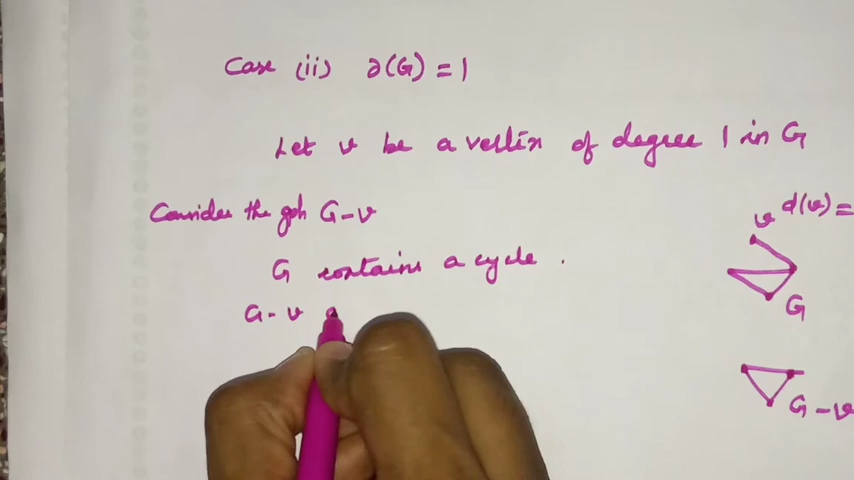 Case (ii) ∂(G) = 1
Let v be a vertex of degree 1 in G
Consider the gph G-v
G contains a cycle .
G-v
v d(v) =
G
G-v